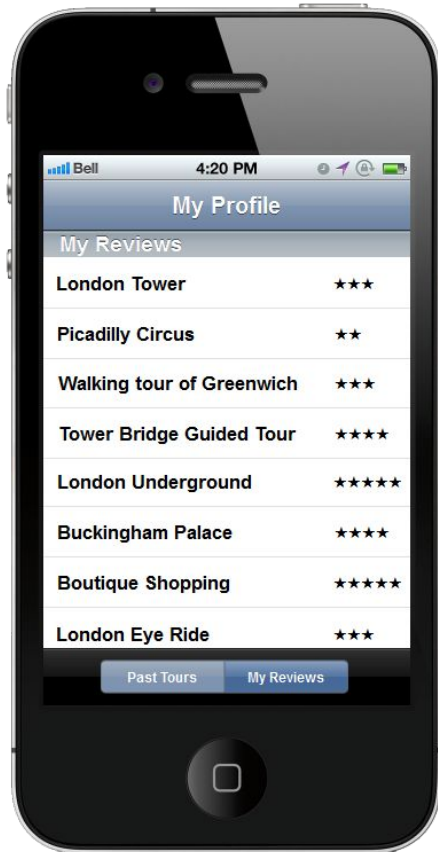 Bell 4:20 PM
My Profile
My Reviews
London Tower ★★★
Picadilly Circus ★★
Walking tour of Greenwich ★★★
Tower Bridge Guided Tour ★★★★
London Underground ★★★★★
Buckingham Palace ★★★★
Boutique Shopping ★★★★★
London Eye Ride ★★★
Past Tours My Reviews